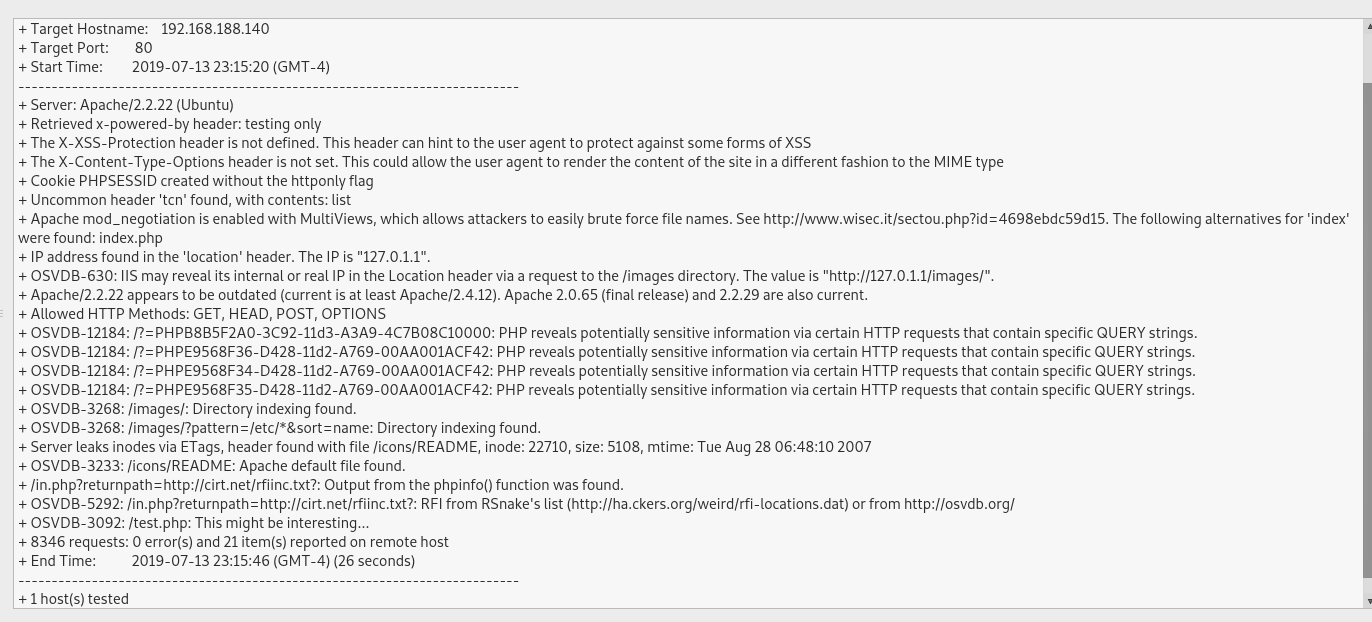 + Target Hostname: 192.168.188.140
+ Target Port: 80
+ Start Time: 2019-07-13 23:15:20 (GMT-4)
---------------------------------------------------------------------------
+ Server: Apache/2.2.22 (Ubuntu)
+ Retrieved x-powered-by header: testing only
+ The X-XSS-Protection header is not defined. This header can hint to the user agent to protect against some forms of XSS
+ The X-Content-Type-Options header is not set. This could allow the user agent to render the content of the site in a different fashion to the MIME type
+ Cookie PHPSESSID created without the httponly flag
+ Uncommon header 'tcn' found, with contents: list
+ Apache mod_negotiation is enabled with MultiViews, which allows attackers to easily brute force file names. See http://www.wisec.it/sectou.php?id=4698ebdc59d15. The following alternatives for 'index'
were found: index.php
+ IP address found in the 'location' header. The IP is "127.0.1.1".
+ OSVDB-630: IIS may reveal its internal or real IP in the Location header via a request to the /images directory. The value is "http://127.0.1.1/images/".
+ Apache/2.2.22 appears to be outdated (current is at least Apache/2.4.12). Apache 2.0.65 (final release) and 2.2.29 are also current.
+ Allowed HTTP Methods: GET, HEAD, POST, OPTIONS
+ OSVDB-12184: /?=PHPB8B5F2A0-3C92-11d3-A3A9-4C7B08C10000: PHP reveals potentially sensitive information via certain HTTP requests that contain specific QUERY strings.
+ OSVDB-12184: /?=PHPE9568F36-D428-11d2-A769-00AA001ACF42: PHP reveals potentially sensitive information via certain HTTP requests that contain specific QUERY strings.
+ OSVDB-12184: /?=PHPE9568F34-D428-11d2-A769-00AA001ACF42: PHP reveals potentially sensitive information via certain HTTP requests that contain specific QUERY strings.
+ OSVDB-12184: /?=PHPE9568F35-D428-11d2-A769-00AA001ACF42: PHP reveals potentially sensitive information via certain HTTP requests that contain specific QUERY strings.
+ OSVDB-3268: /images/: Directory indexing found.
+ OSVDB-3268: /images/?pattern=/etc/*&sort=name: Directory indexing found.
+ Server leaks inodes via ETags, header found with file /icons/README, inode: 22710, size: 5108, mtime: Tue Aug 28 06:48:10 2007
+ OSVDB-3233: /icons/README: Apache default file found.
+ /in.php?returnpath=http://cirt.net/rfiinc.txt?: Output from the phpinfo() function was found.
+ OSVDB-5292: /in.php?returnpath=http://cirt.net/rfiinc.txt?: RFI from RSnake's list (http://ha.ckers.org/weird/rfi-locations.dat) or from http://osvdb.org/
+ OSVDB-3092: /test.php: This might be interesting...
+ 8346 requests: 0 error(s) and 21 item(s) reported on remote host
+ End Time: 2019-07-13 23:15:46 (GMT-4) (26 seconds)
---------------------------------------------------------------------------
+ 1 host(s) tested